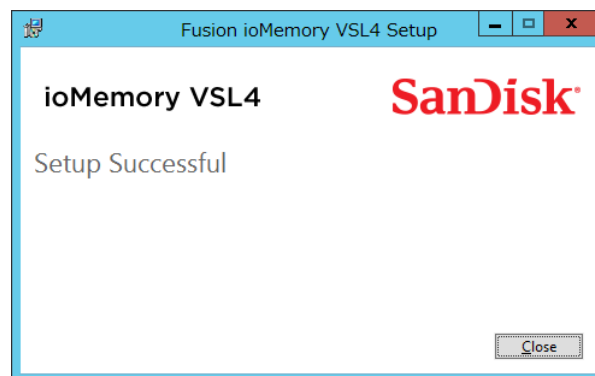 Fusion ioMemory VSL4 Setup
ioMemory VSL4
SanDisk®
Setup Successful
Close